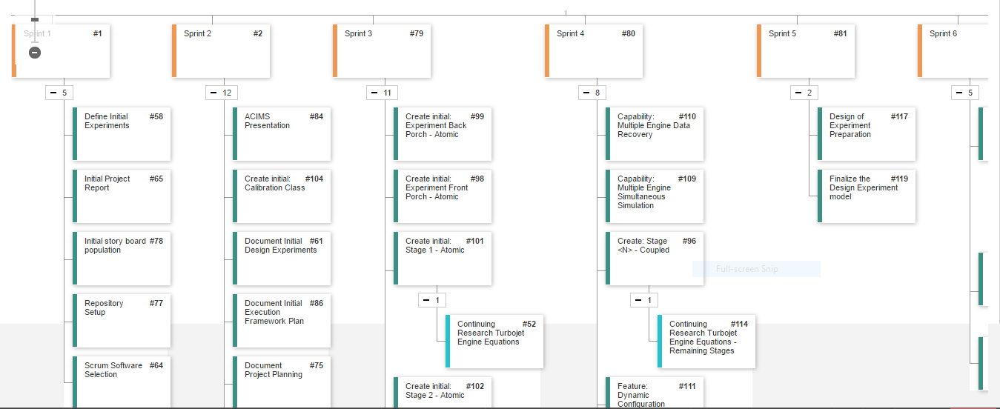 Sprint 1 #1
5
Define Initial #58
Experiments
Initial Project #65
Report
Initial story board #78
population
Repository #77
Setup
Scrum Software #64
Selection
Sprint 2 #2
12
ACIMS #84
Presentation
Create initial: #104
Calibration Class
Document Initial #61
Design Experiments
Document Initial #86
Execution
Framework Plan
Document #75
Project Planning
Sprint 3 #79
11
Create initial: #99
Experiment Back
Porch - Atomic
Create initial: #98
Experiment Front
Porch - Atomic
Create initial: #101
Stage 1 - Atomic
1
Continuing #52
Research Turbojet
Engine Equations
Create initial: #102
Stage 2 - Atomic
Sprint 4 #80
8
Capability: #110
Multiple Engine Data
Recovery
Capability: #109
Multiple Engine
Simultaneous
Simulation
Create: Stage #96
<N> - Coupled
1
Continuing #114
Research Turbojet
Engine Equations -
Remaining Stages
Feature: #111
Dynamic
Configuration
Sprint 5 #81
2
Design of #117
Experiment
Preparation
Finalize the #119
Design Experiment
model
Full-screen Snip
Sprint 6
5